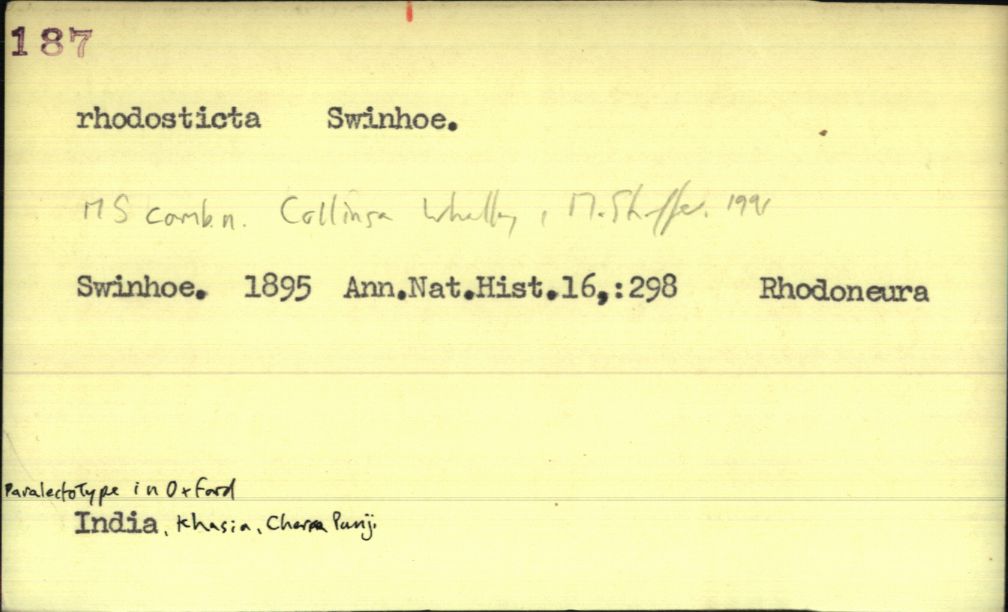 187
rhodosticta Swinhoe.
MS combn. Collinsa Whalley, M. Shaffer. 1991
Swinhoe. 1895 Ann.Nat.Hist.16,:298 Rhodoneura
Paralectotype in Oxford
India, Khasia, Cherra Punji